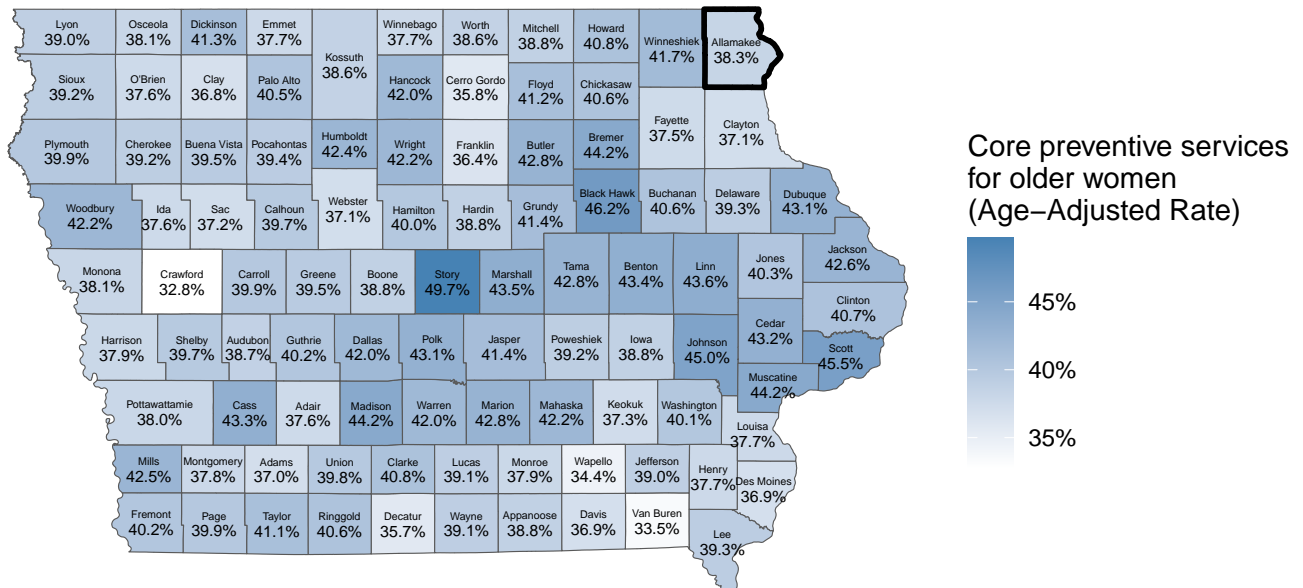 Lyon
39.0%
Osceola
38.1%
Dickinson
41.3%
Emmet
37.7%
Kossuth
38.6%
Winnebago
37.7%
Worth
38.6%
Mitchell
38.8%
Howard
40.8%
Winneshiek
41.7%
Allamakee
38.3%
Sioux
39.2%
O'Brien
37.6%
Clay
36.8%
Palo Alto
40.5%
Hancock
42.0%
Cerro Gordo
35.8%
Floyd
41.2%
Chickasaw
40.6%
Fayette
37.5%
Clayton
37.1%
Plymouth
39.9%
Cherokee
39.2%
Buena Vista
39.5%
Pocahontas
39.4%
Humboldt
42.4%
Wright
42.2%
Franklin
36.4%
Butler
42.8%
Bremer
44.2%
Woodbury
42.2%
Ida
37.6%
Sac
37.2%
Calhoun
39.7%
Webster
37.1%
Hamilton
40.0%
Hardin
38.8%
Grundy
41.4%
Black Hawk
46.2%
Buchanan
40.6%
Delaware
39.3%
Dubuque
43.1%
Monona
38.1%
Crawford
32.8%
Carroll
39.9%
Greene
39.5%
Boone
38.8%
Story
49.7%
Marshall
43.5%
Tama
42.8%
Benton
43.4%
Linn
43.6%
Jones
40.3%
Jackson
42.6%
Clinton
40.7%
Harrison
37.9%
Shelby
39.7%
Audubon
38.7%
Guthrie
40.2%
Dallas
42.0%
Polk
43.1%
Jasper
41.4%
Poweshiek
39.2%
Iowa
38.8%
Johnson
45.0%
Cedar
43.2%
Scott
45.5%
Muscatine
44.2%
Pottawattamie
38.0%
Cass
43.3%
Adair
37.6%
Madison
44.2%
Warren
42.0%
Marion
42.8%
Mahaska
42.2%
Keokuk
37.3%
Washington
40.1%
Louisa
37.7%
Mills
42.5%
Montgomery
37.8%
Adams
37.0%
Union
39.8%
Clarke
40.8%
Lucas
39.1%
Monroe
37.9%
Wapello
34.4%
Jefferson
39.0%
Henry
37.7%
Des Moines
36.9%
Fremont
40.2%
Page
39.9%
Taylor
41.1%
Ringgold
40.6%
Decatur
35.7%
Wayne
39.1%
Appanoose
38.8%
Davis
36.9%
Van Buren
33.5%
Lee
39.3%
Core preventive services
for older women
(Age−Adjusted Rate)
45%
40%
35%